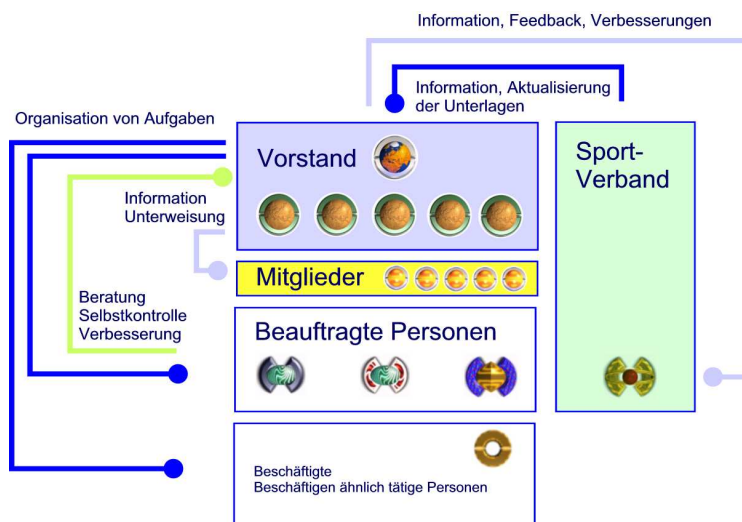 Information, Feedback, Verbesserungen
Information, Aktualisierung
der Unterlagen
Organisation von Aufgaben
Vorstand
Sport-
Verband
Information
Unterweisung
Mitglieder
Beratung
Selbstkontrolle
Verbesserung
Beauftragte Personen
Beschäftigte
Beschäftigen ähnlich tätige Personen